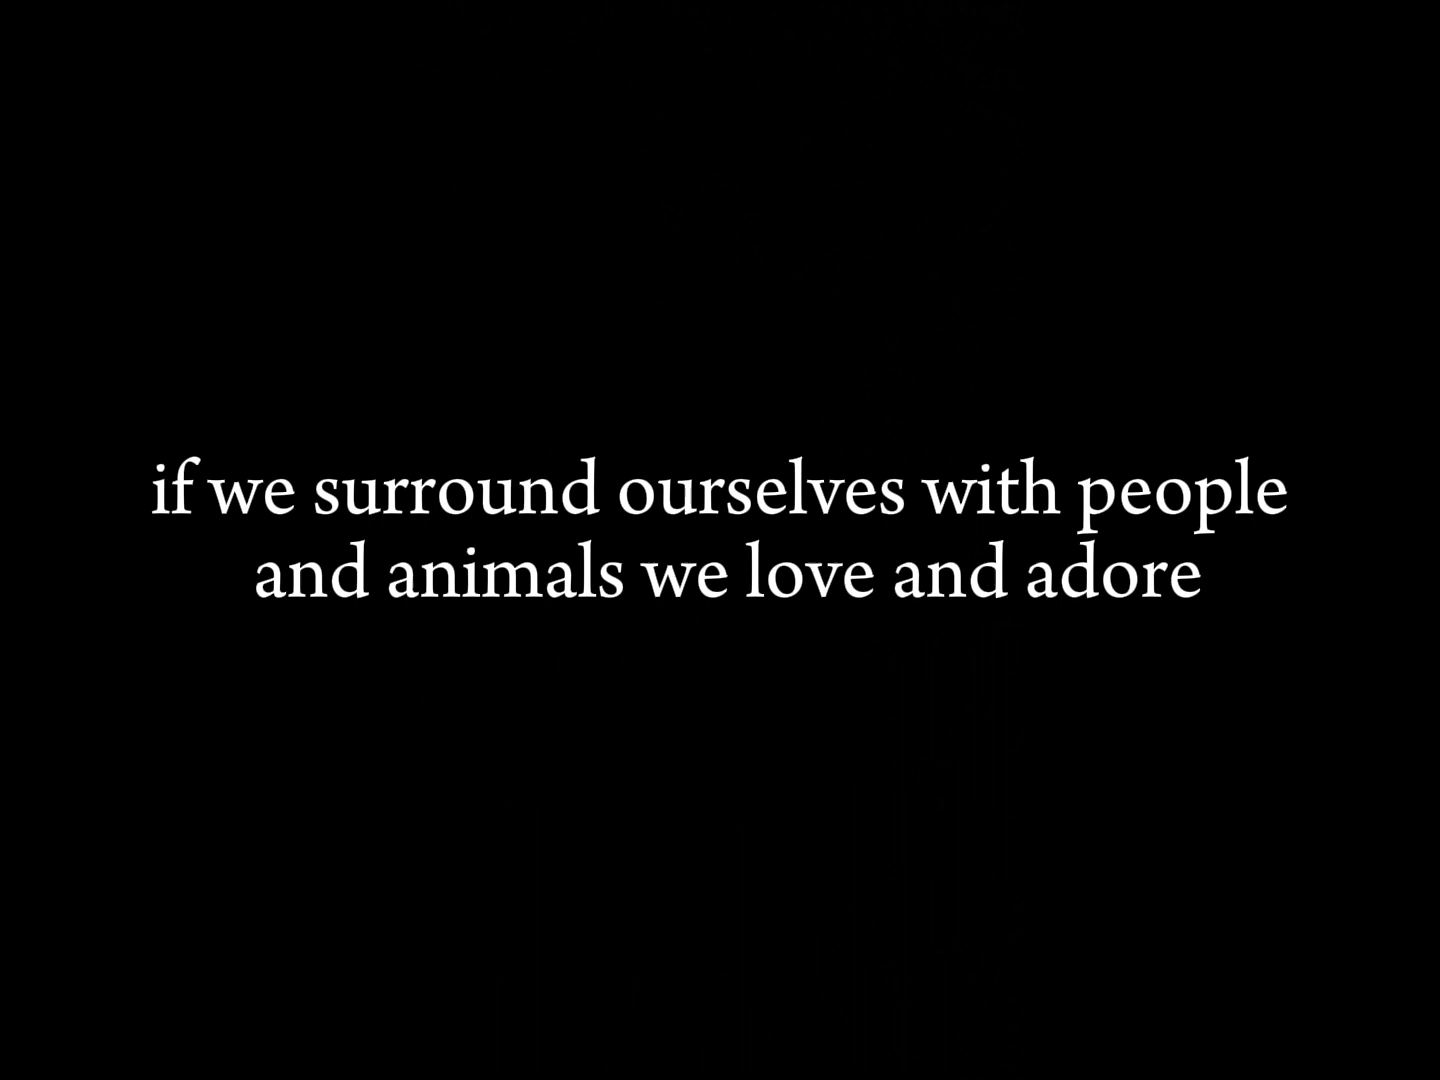 if we surround ourselves with people
and animals we love and adore